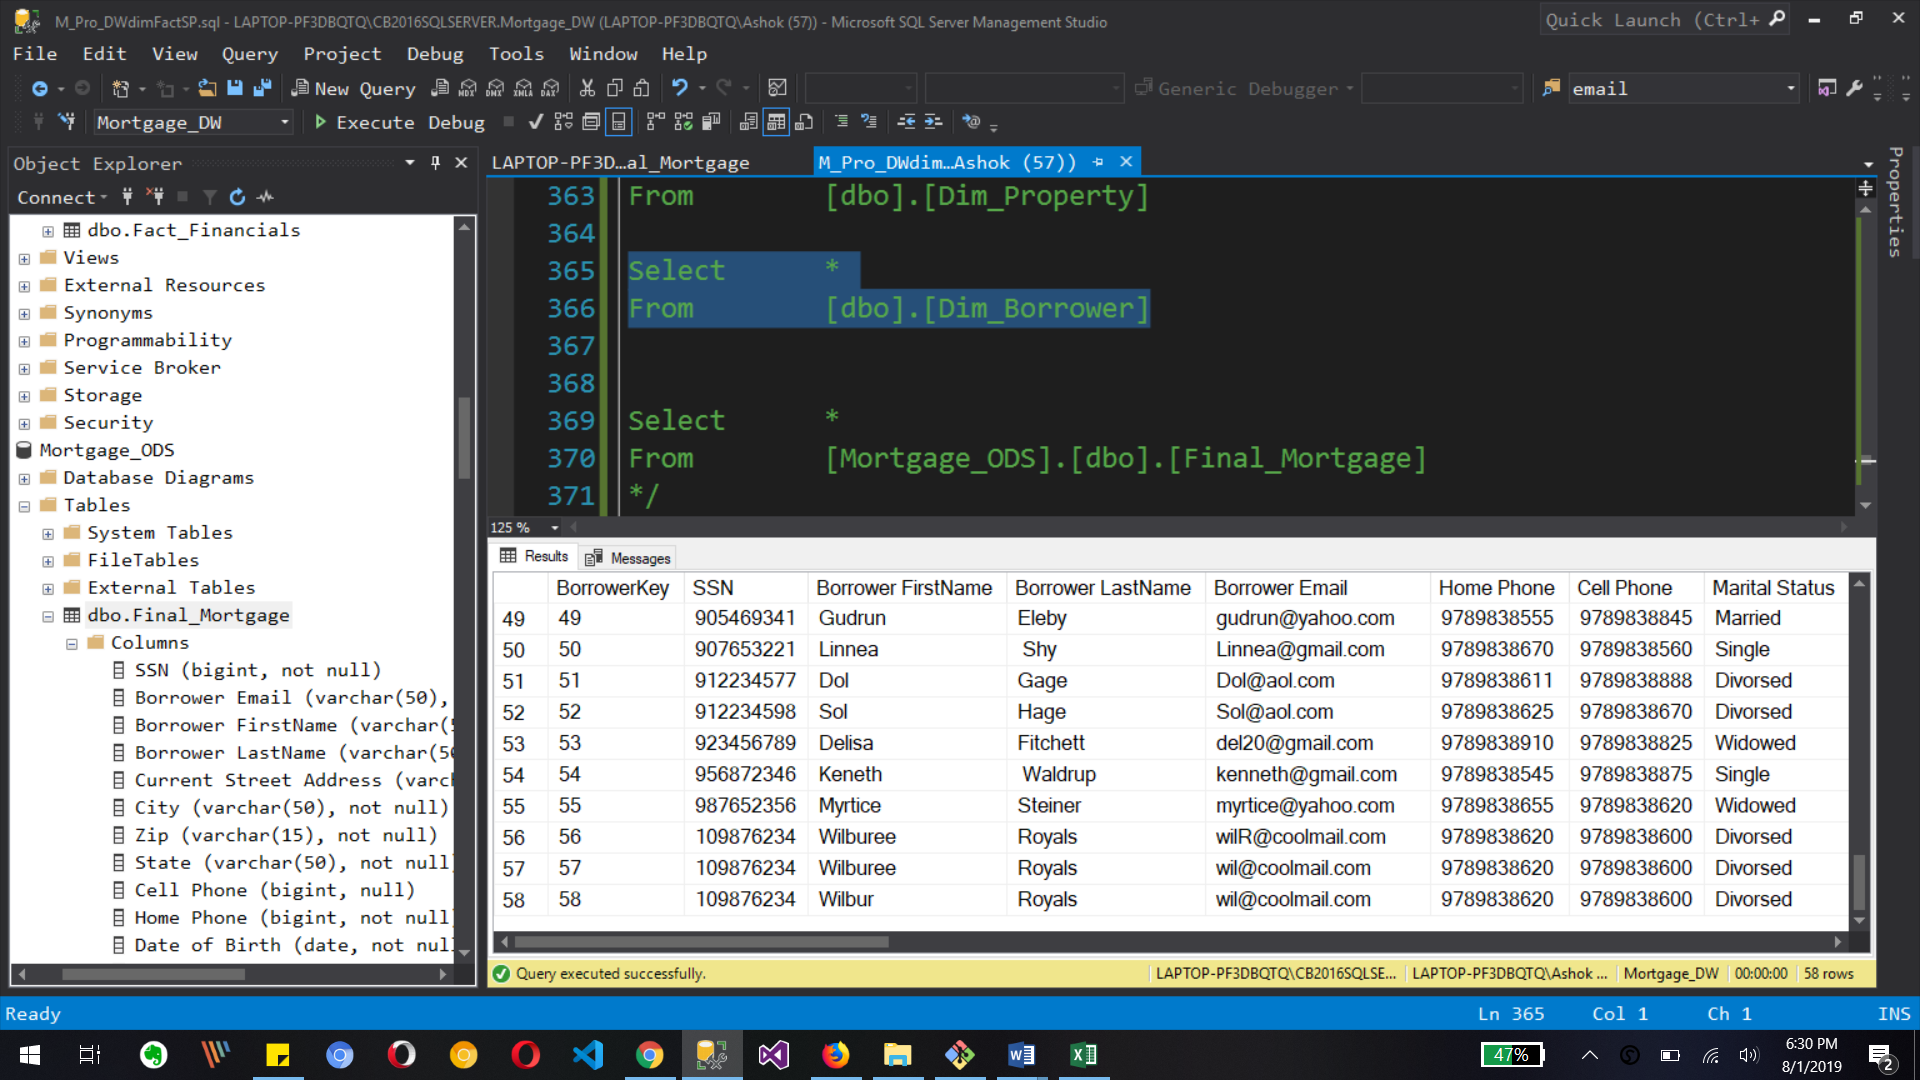 M_Pro_DWdimFactSP.sql - LAPTOP-PF3DBQTQ\CB2016SQLSERVER.Mortgage_DW (LAPTOP-PF3DBQTQ\Ashok (57)) - Microsoft SQL Server Management Studio
Quick Launch (Ctrl+
File Edit View Query Project Debug Tools Window Help
New Query MDX DMX XMLA DAX Generic Debugger email
Mortgage_DW Execute Debug
Object Explorer
LAPTOP-PF3D...al_Mortgage M_Pro_DWdim...Ashok (57))
Properties
Connect
dbo.Fact_Financials
Views
External Resources
Synonyms
Programmability
Service Broker
Storage
Security
Mortgage_ODS
Database Diagrams
Tables
System Tables
FileTables
External Tables
dbo.Final_Mortgage
Columns
SSN (bigint, not null)
Borrower Email (varchar(50),
Borrower FirstName (varchar(5
Borrower LastName (varchar(50
Current Street Address (varch
City (varchar(50), not null)
Zip (varchar(15), not null)
State (varchar(50), not null
Cell Phone (bigint, null)
Home Phone (bigint, not null
Date of Birth (date, not nul
363 From [dbo].[Dim_Property]
364
365 Select *
366 From [dbo].[Dim_Borrower]
367
368
369 Select *
370 From [Mortgage_ODS].[dbo].[Final_Mortgage]
371 */
125 %
Results Messages
BorrowerKey SSN Borrower FirstName Borrower LastName Borrower Email Home Phone Cell Phone Marital Status
49 49 905469341 Gudrun Eleby gudrun@yahoo.com 9789838555 9789838845 Married
50 50 907653221 Linnea Shy Linnea@gmail.com 9789838670 9789838560 Single
51 51 912234577 Dol Gage Dol@aol.com 9789838611 9789838888 Divorsed
52 52 912234598 Sol Hage Sol@aol.com 9789838625 9789838670 Divorsed
53 53 923456789 Delisa Fitchett del20@gmail.com 9789838910 9789838825 Widowed
54 54 956872346 Keneth Waldrup kenneth@gmail.com 9789838545 9789838875 Single
55 55 987652356 Myrtice Steiner myrtice@yahoo.com 9789838655 9789838620 Widowed
56 56 109876234 Wilburee Royals wilR@coolmail.com 9789838620 9789838600 Divorsed
57 57 109876234 Wilburee Royals wil@coolmail.com 9789838620 9789838600 Divorsed
58 58 109876234 Wilbur Royals wil@coolmail.com 9789838620 9789838600 Divorsed
Query executed successfully. LAPTOP-PF3DBQTQ\CB2016SQLSE... LAPTOP-PF3DBQTQ\Ashok ... Mortgage_DW 00:00:00 58 rows
Ready Ln 365 Col 1 Ch 1 INS
47% 6:30 PM
8/1/2019 2